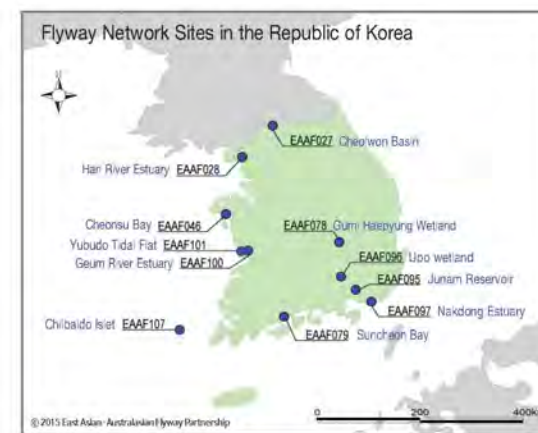 Flyway Network Sites in the Republic of Korea
N
EAAF027 Cheorwon Basin
Han River Estuary EAAF028
Cheonsu Bay EAAF046
EAAF078 Gumi Haepyung Wetland
Yubudo Tidal Flat EAAF101
Geum River Estuary EAAF100
EAAF096 Upo wetland
EAAF095 Junam Reservoir
EAAF097 Nakdong Estuary
Chilbaldo Islet EAAF107
EAAF079 Suncheon Bay
0 200 400k
© 2015 East Asian - Australasian Flyway Partnership